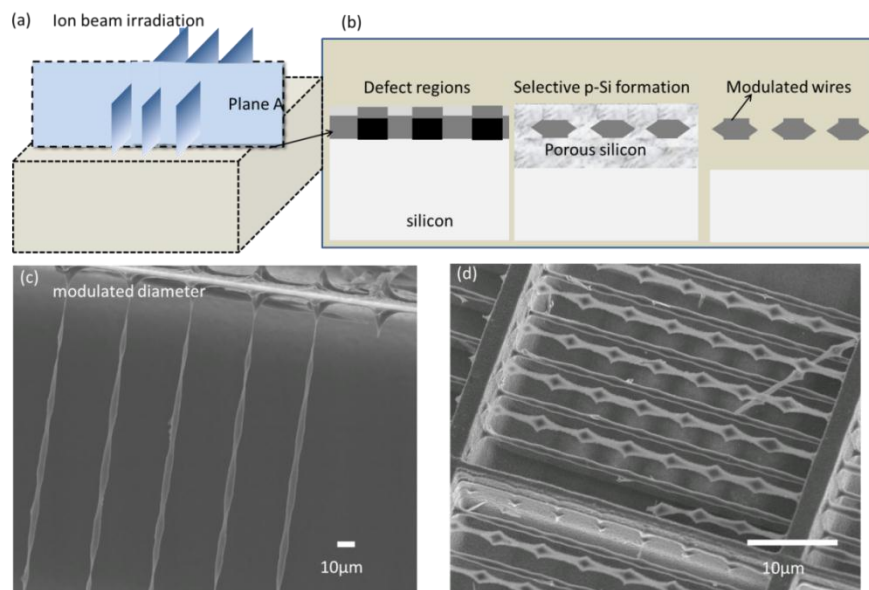 (a)
Ion beam irradiation
Plane A
(b)
Defect regions
Selective p-Si formation
Modulated wires
Porous silicon
silicon
(c)
modulated diameter
10μm
(d)
10μm